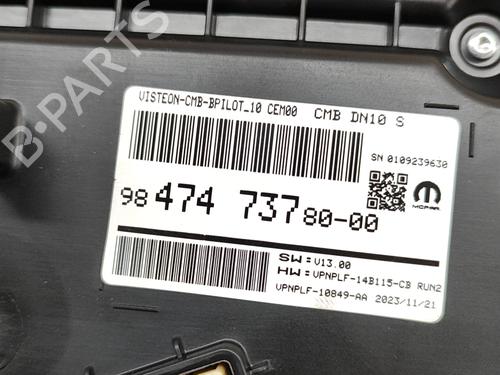 VISTEON-CMB-BPILOT_10 CEM00 CMB DN10 S
SN 0109239630
MOPAR
98 474 737 80-00
SW: V13.00
HW: VPNPLF-14B115-CB RUN2
VPNPLF-10849-AA 2023/11/21
B-PARTS